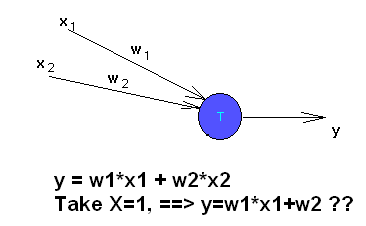 x1
w1
x2
w2
T
y
y = w1*x1 + w2*x2
Take X=1, ==> y=w1*x1+w2 ??